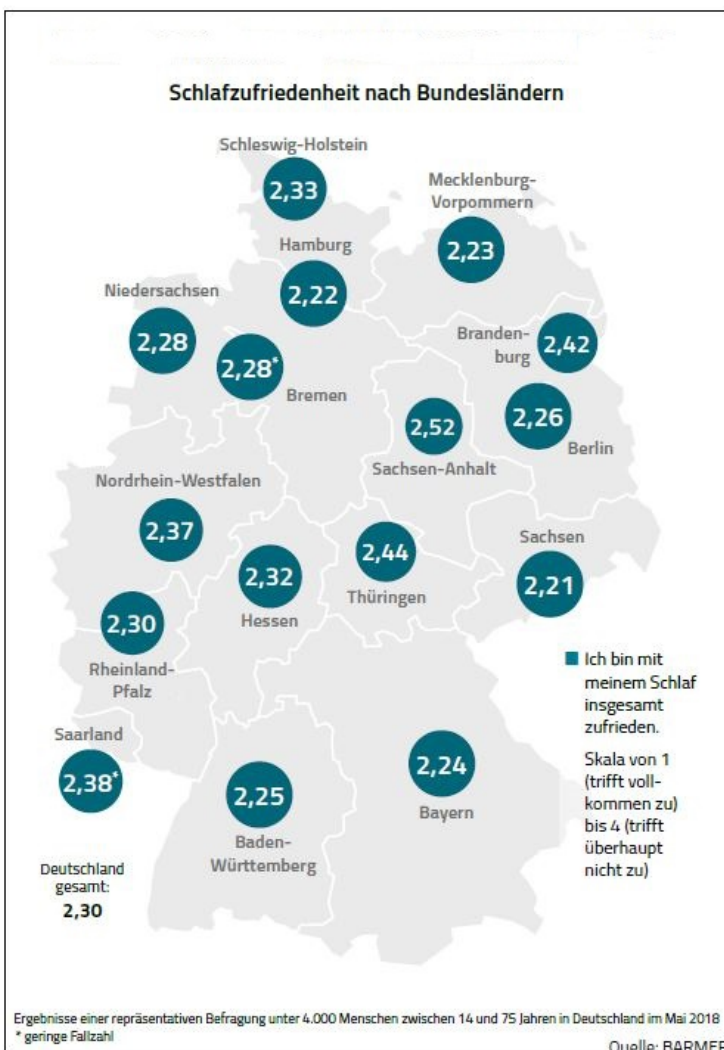 Schlafzufriedenheit nach Bundesländern
Schleswig-Holstein
2,33
Mecklenburg-
Vorpommern
2,23
Hamburg
2,22
Niedersachsen
2,28
2,28*
Bremen
Branden-
burg
2,42
2,26
Berlin
2,52
Sachsen-Anhalt
Nordrhein-Westfalen
2,37
2,32
Hessen
2,44
Thüringen
Sachsen
2,21
2,30
Rheinland-
Pfalz
Saarland
2,38*
2,25
Baden-
Württemberg
2,24
Bayern
Ich bin mit
meinem Schlaf
insgesamt
zufrieden.
Skala von 1
(trifft voll-
kommen zu)
bis 4 (trifft
überhaupt
nicht zu)
Deutschland
gesamt:
2,30
Ergebnisse einer repräsentativen Befragung unter 4.000 Menschen zwischen 14 und 75 Jahren in Deutschland im Mai 2018
* geringe Fallzahl
Quelle: BARMER